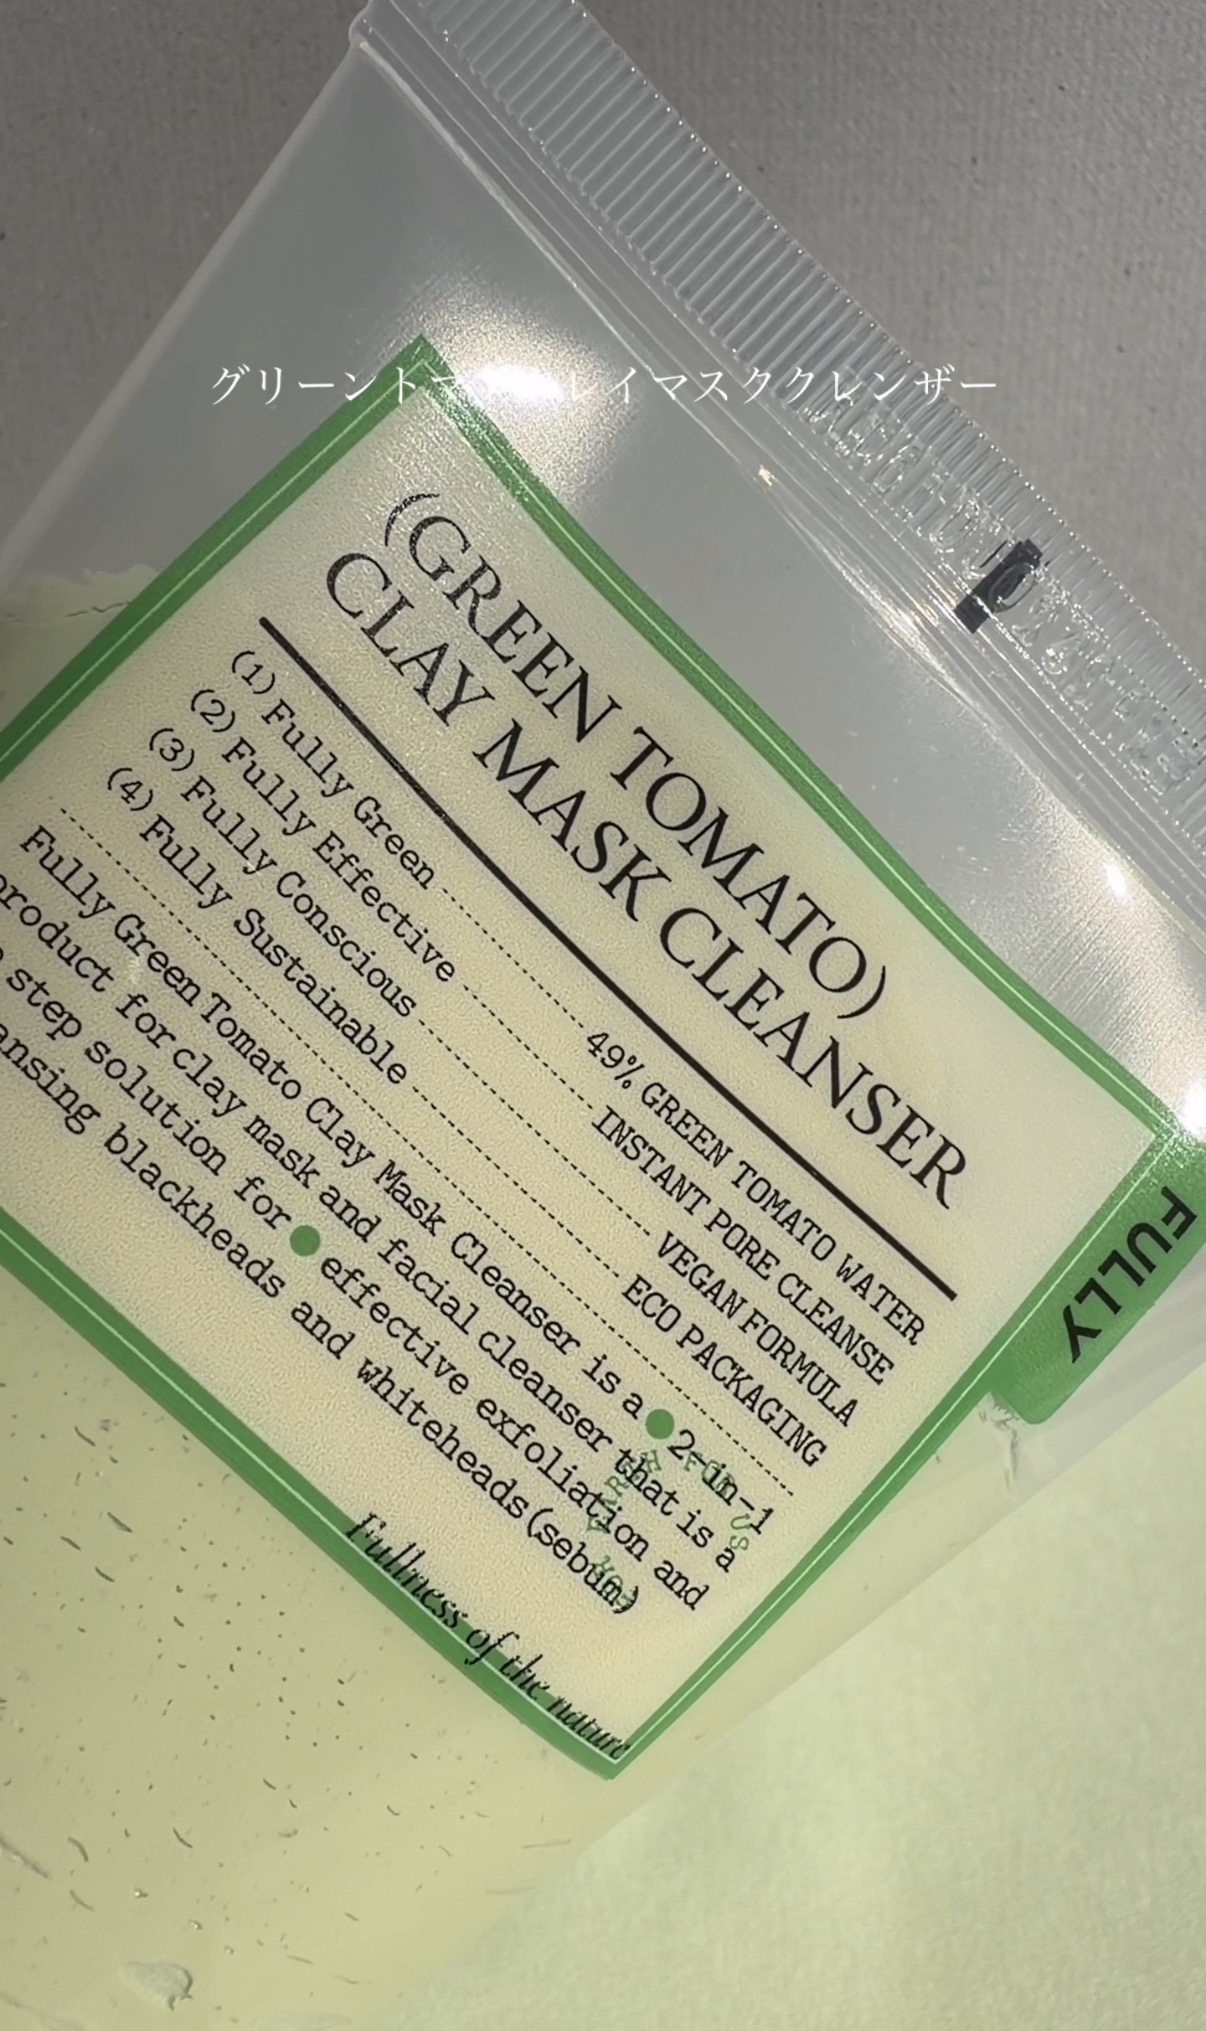 グリーントマトクレイマスククレンザー
(GREEN TOMATO)
CLAY MASK CLEANSER
(1) Fully Green 49% GREEN TOMATO WATER
(2) Fully Effective INSTANT PORE CLEANSE
(3) Fully Conscious VEGAN FORMULA
(4) Fully Sustainable ECO PACKAGING
Fully Green Tomato Clay Mask Cleanser is a 2-in-1
product for clay mask and facial cleanser that is a
step solution for effective exfoliation and
blackheads and whiteheads(sebum)
Fullness of the nature
FULLY